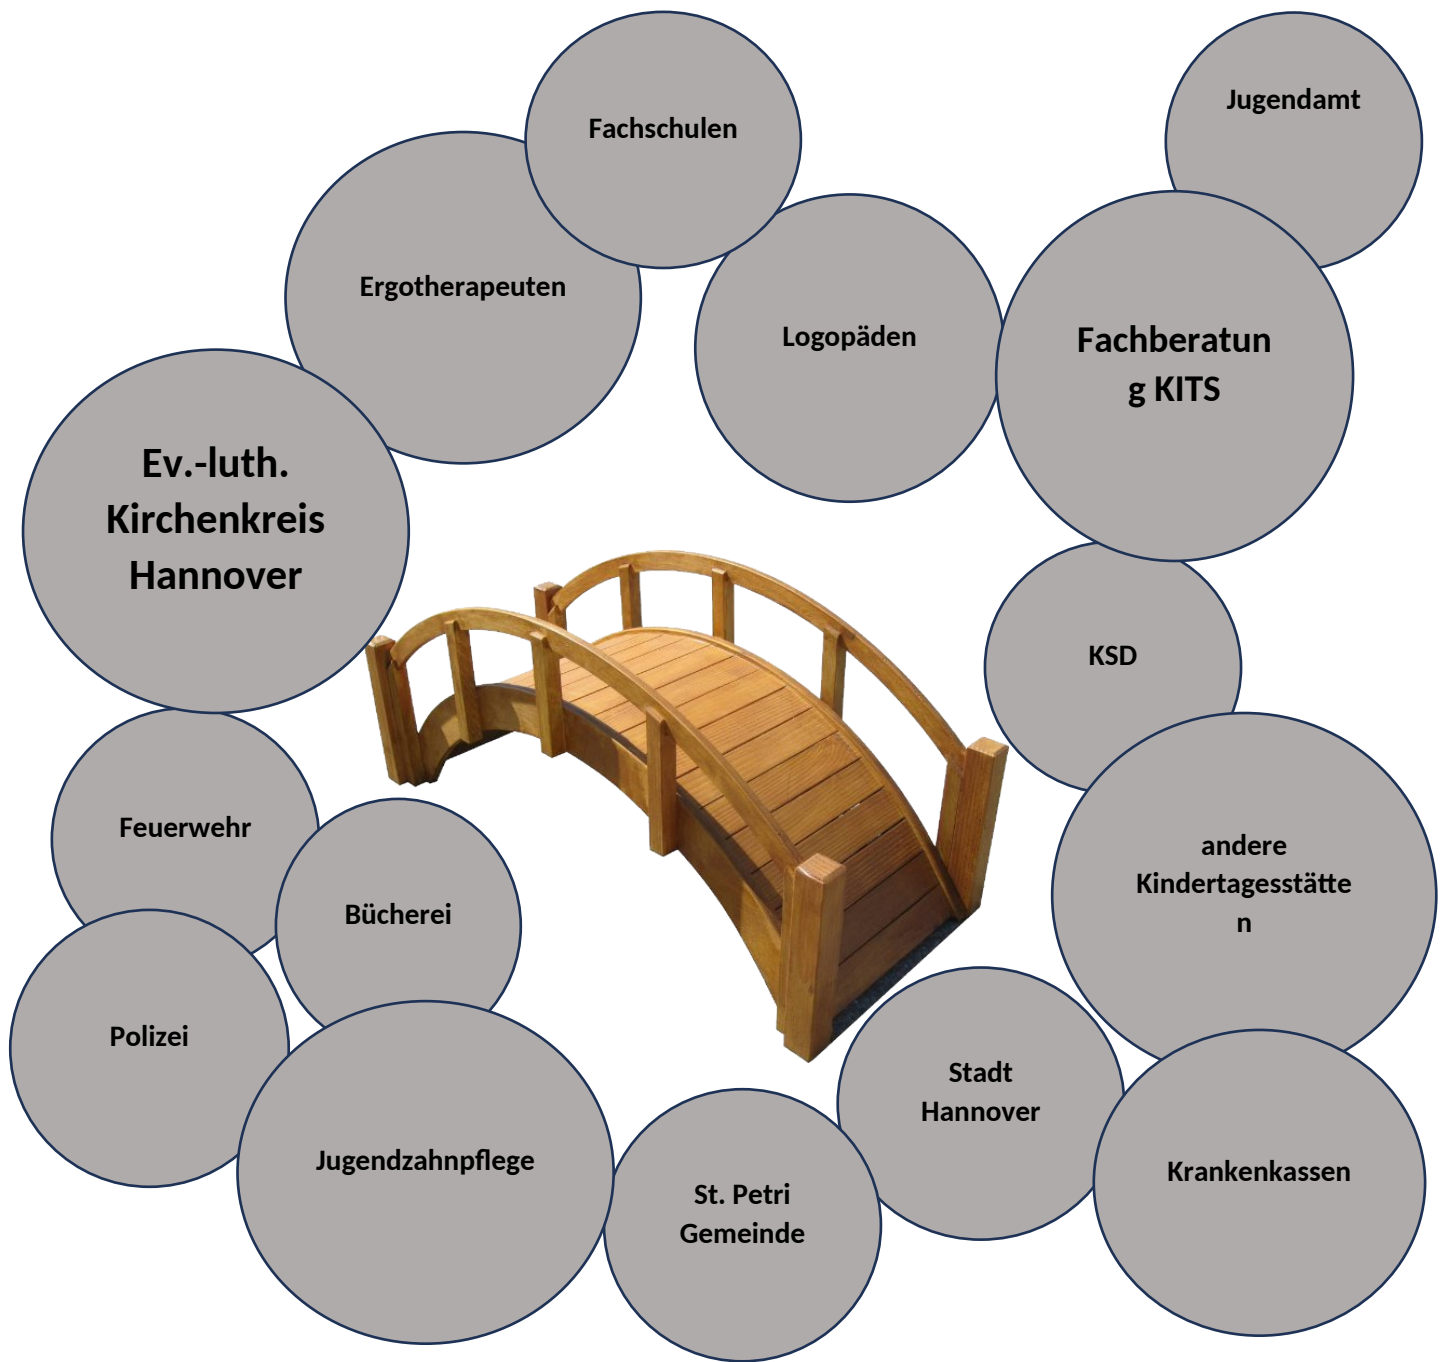 Jugendamt
Fachschulen
Ergotherapeuten
Logopäden
Fachberatun
g KITS
Ev.-luth.
Kirchenkreis
Hannover
KSD
Feuerwehr
andere
Kindertagesstätte
n
Bücherei
Polizei
Stadt
Hannover
Jugendzahnpflege
Krankenkassen
St. Petri
Gemeinde